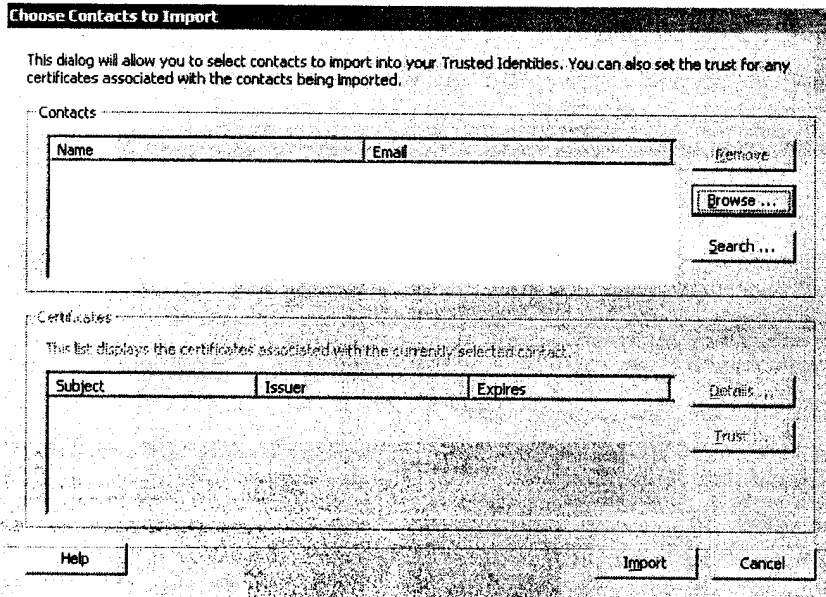 Choose Contacts to Import
This dialog will allow you to select contacts to import into your Trusted Identities. You can also set the trust for any
certificates associated with the contacts being imported.
Contacts
Name Email
Remove
Browse ...
Search ...
Certificates
This list displays the certificates associated with the currently selected contact.
Subject Issuer Expires
Details ...
Trust ...
Help Import Cancel